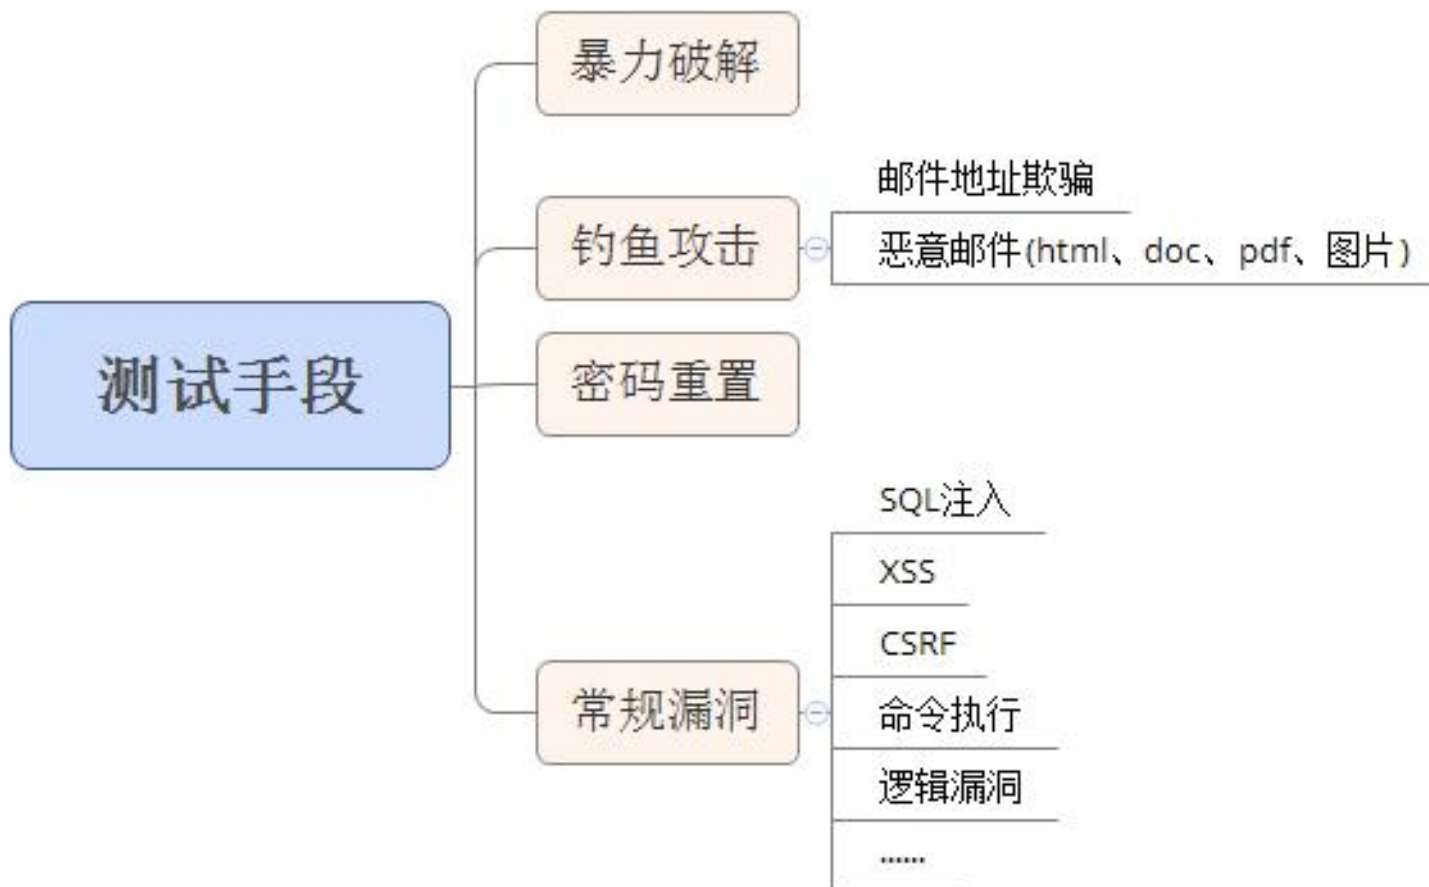 暴力破解
邮件地址欺骗
钓鱼攻击
恶意邮件(html、doc、pdf、图片)
测试手段
密码重置
SQL注入
XSS
CSRF
常规漏洞
命令执行
逻辑漏洞
......